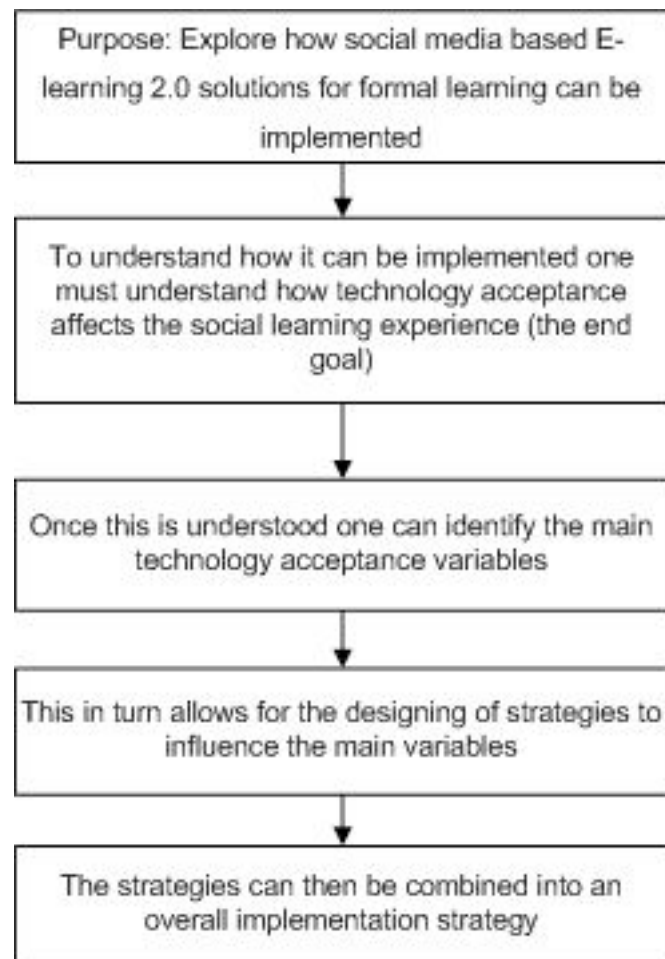 Purpose: Explore how social media based E-
learning 2.0 solutions for formal learning can be
implemented
To understand how it can be implemented one
must understand how technology acceptance
affects the social learning experience (the end
goal)
Once this is understood one can identify the main
technology acceptance variables
This in turn allows for the designing of strategies to
influence the main variables
The strategies can then be combined into an
overall implementation strategy